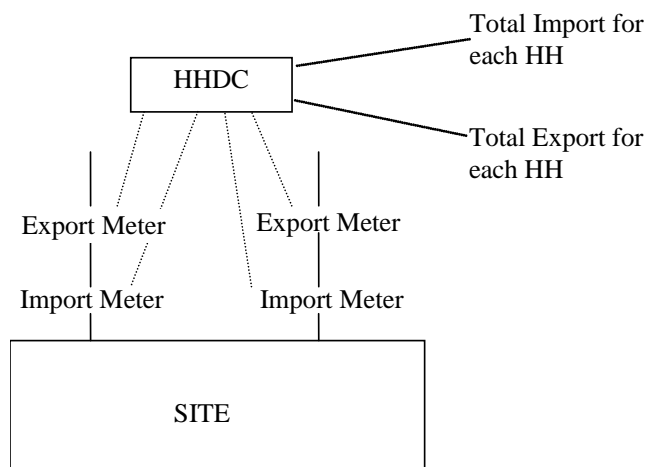 Total Import for
each HH
HHDC
Total Export for
each HH
Export Meter
Export Meter
Import Meter
Import Meter
SITE